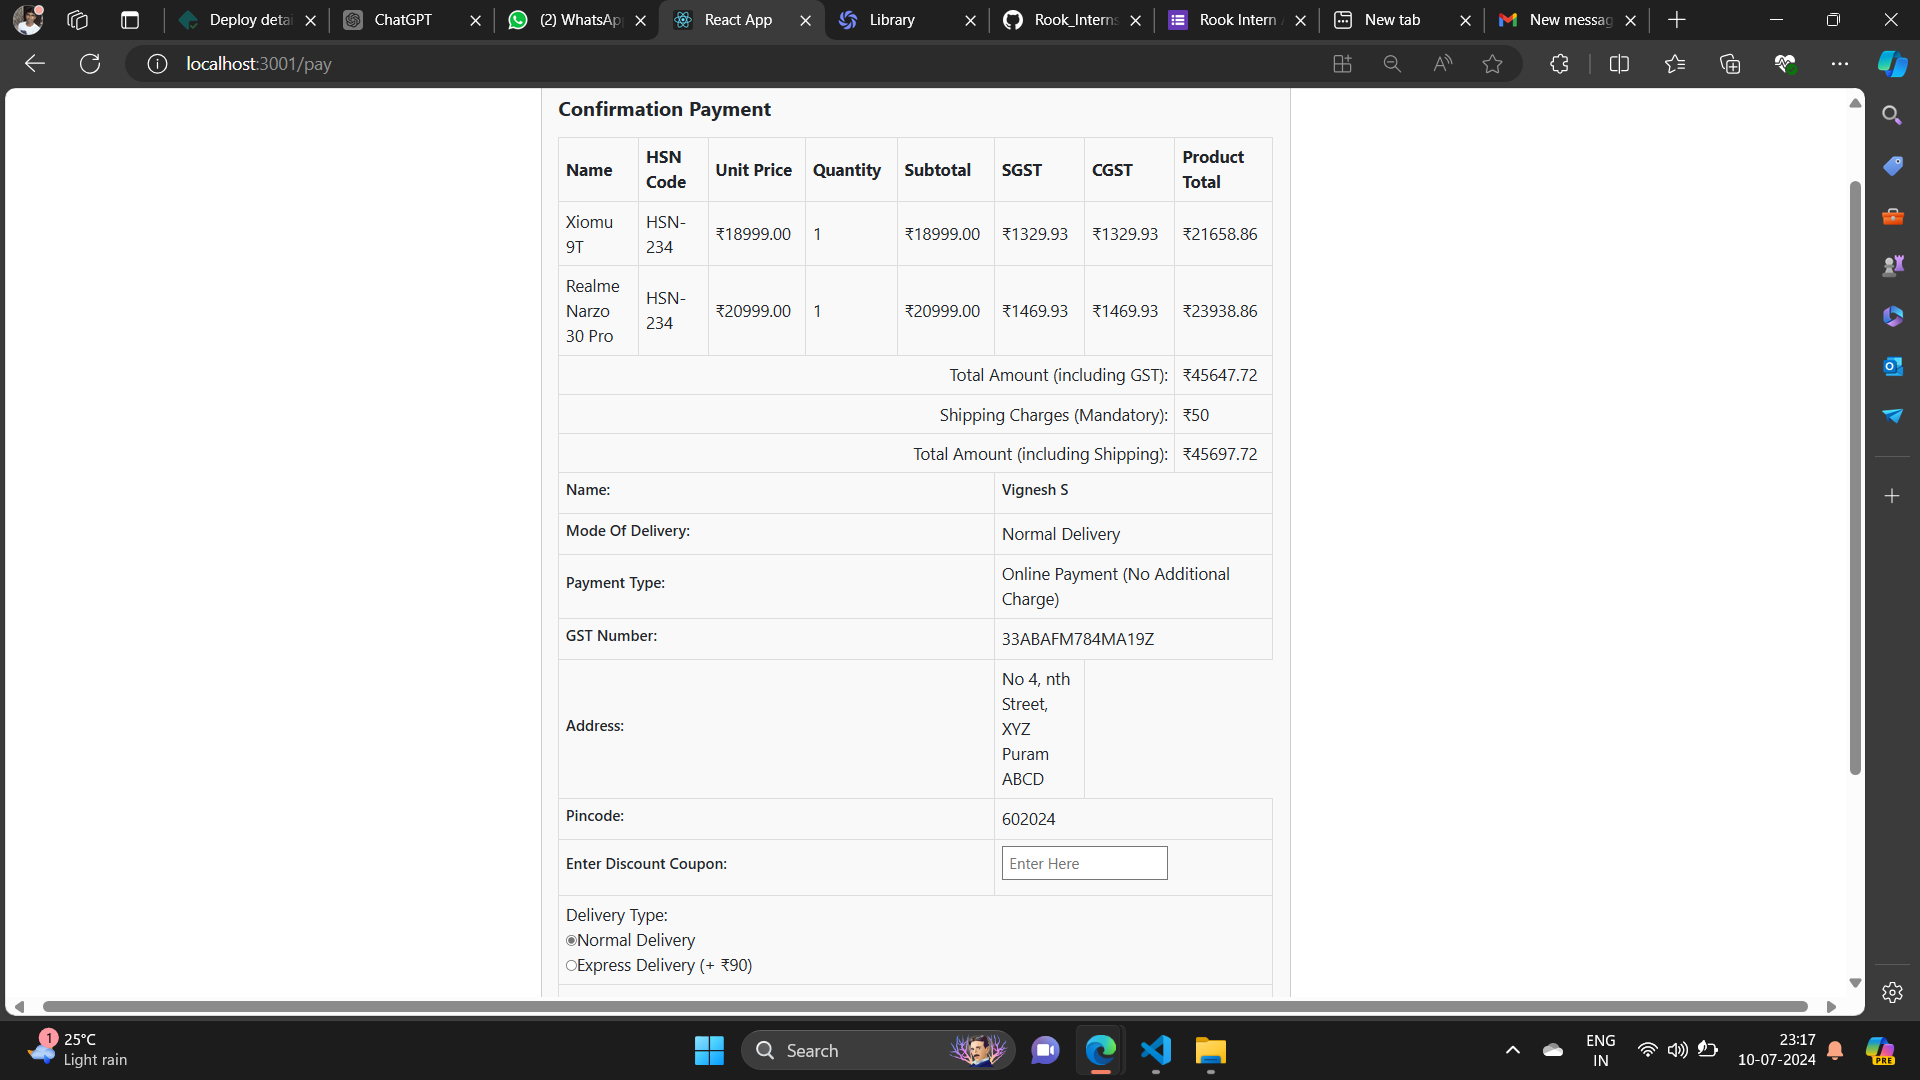 Deploy detai
ChatGPT
(2) WhatsAp
React App
Library
Rook_Interns
Rook Intern
New tab
New messag
localhost:3001/pay
Confirmation Payment
Name HSN Code Unit Price Quantity Subtotal SGST CGST Product Total
Xiomu 9T HSN-234 ₹18999.00 1 ₹18999.00 ₹1329.93 ₹1329.93 ₹21658.86
Realme Narzo 30 Pro HSN-234 ₹20999.00 1 ₹20999.00 ₹1469.93 ₹1469.93 ₹23938.86
Total Amount (including GST): ₹45647.72
Shipping Charges (Mandatory): ₹50
Total Amount (including Shipping): ₹45697.72
Name: Vignesh S
Mode Of Delivery: Normal Delivery
Payment Type: Online Payment (No Additional
Charge)
GST Number: 33ABAFM784MA19Z
Address:
No 4, nth
Street,
XYZ
Puram
ABCD
Pincode: 602024
Enter Discount Coupon: Enter Here
Delivery Type:
Normal Delivery
Express Delivery (+ ₹90)
1
25°C
Light rain
Search
ENG
IN
23:17
10-07-2024
PRE